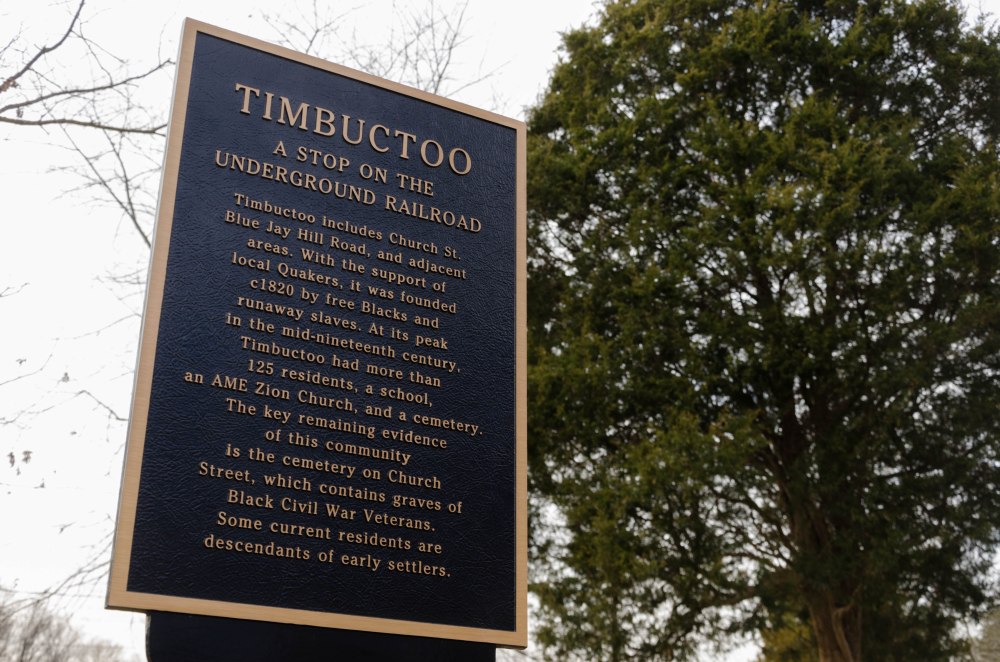 TIMBUCTOO
A STOP ON THE
UNDERGROUND RAILROAD
Timbuctoo includes Church St.
Blue Jay Hill Road, and adjacent
areas. With the support of
local Quakers, it was founded
c1820 by free Blacks and
runaway slaves. At its peak
in the mid-nineteenth century,
Timbuctoo had more than
125 residents, a school,
an AME Zion Church, and a cemetery.
The key remaining evidence
of this community
is the cemetery on Church
Street, which contains graves of
Black Civil War Veterans.
Some current residents are
descendants of early settlers.